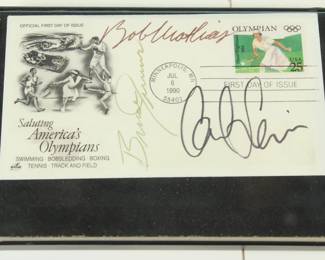 OFFICIAL FIRST DAY OF ISSUE
Bob Mathias
OLYMPIAN
USA
25
MINNEAPOLIS, MN
JUL
6
1990
55401
FIRST DAY OF ISSUE
Saluting
America's
Olympians
SWIMMING · BOBSLEDDING · BOXING
TENNIS · TRACK AND FIELD